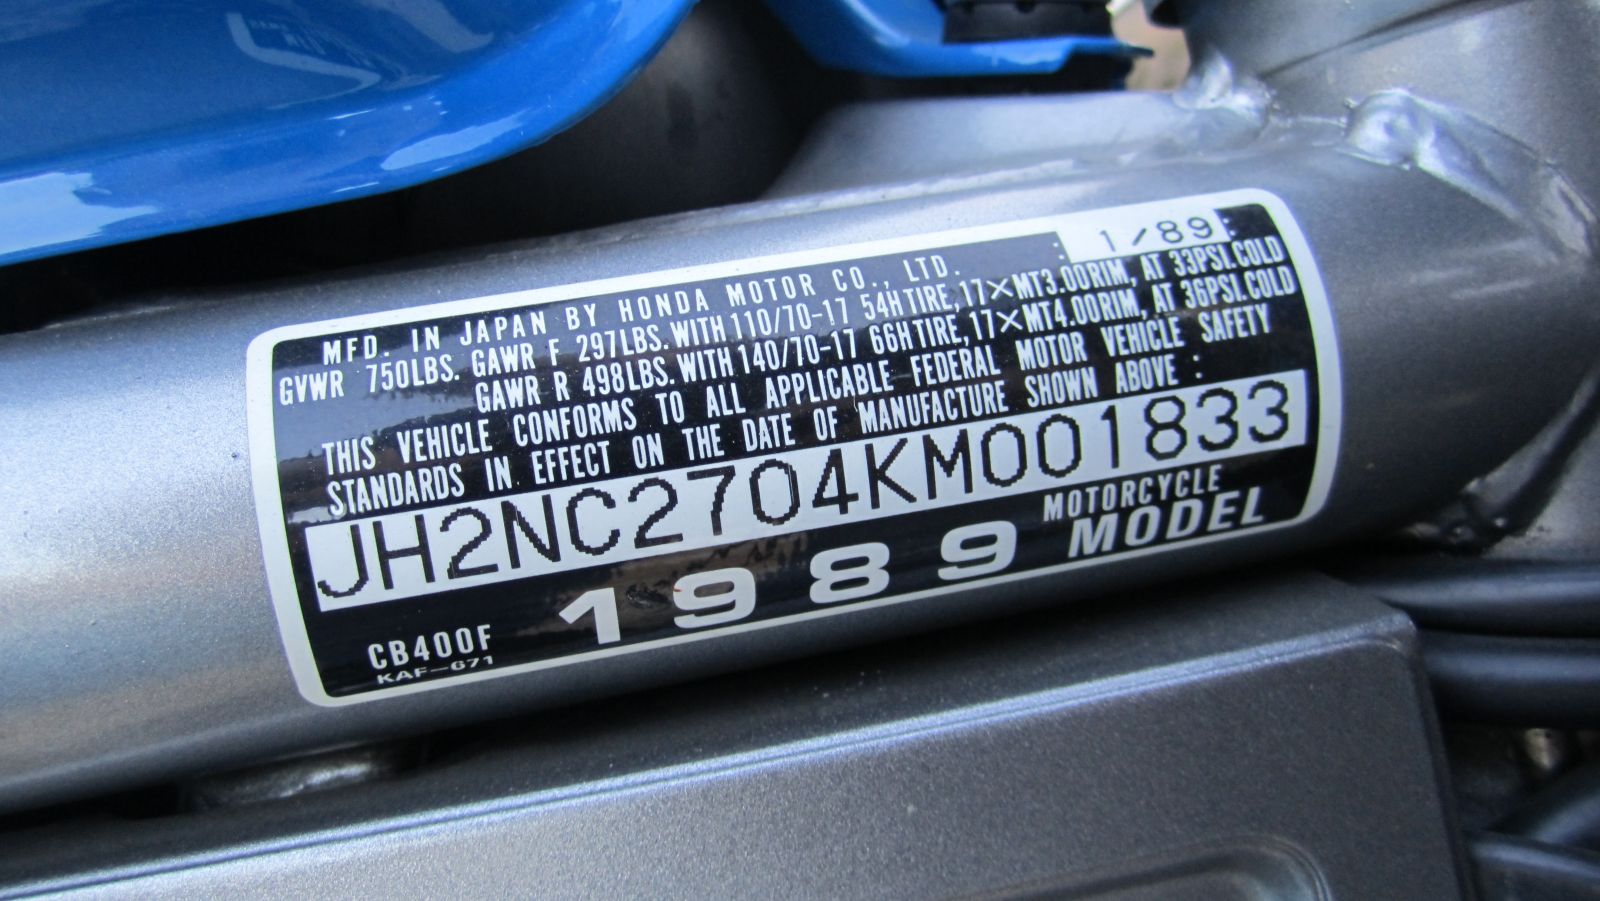 1/89
MFD. IN JAPAN BY HONDA MOTOR CO., LTD. :       :
GVWR 750LBS. GAWR F 297LBS. WITH 110/70-17 54H TIRE, 17×MT3.00RIM, AT 33PSI.COLD
GAWR R 498LBS. WITH 140/70-17 66H TIRE, 17×MT4.00RIM, AT 36PSI.COLD
THIS VEHICLE CONFORMS TO ALL APPLICABLE FEDERAL MOTOR VEHICLE SAFETY
STANDARDS IN EFFECT ON THE DATE OF MANUFACTURE SHOWN ABOVE :
JH2NC2704KM001833
CB400F 1989 MOTORCYCLE
KAF-G71 MODEL